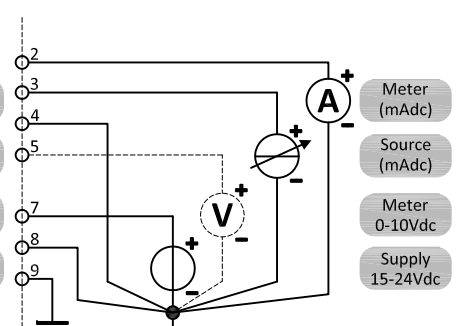 2
3
4
5
7
8
9
A
V
Meter
(mAdc)
Source
(mAdc)
Meter
0-10Vdc
Supply
15-24Vdc